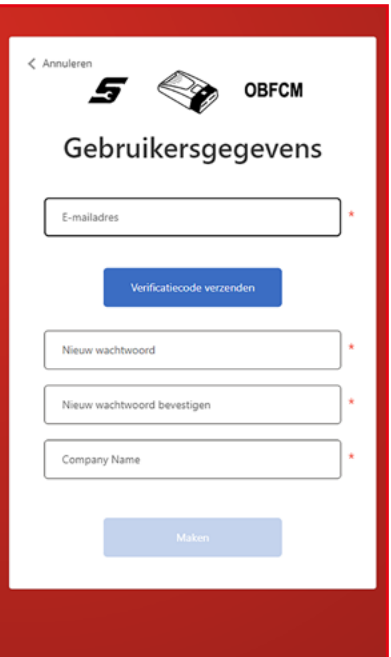 Annuleren
OBFCM
Gebruikersgegevens
E-mailadres
*
Verificatiecode verzenden
Nieuw wachtwoord
*
Nieuw wachtwoord bevestigen
*
Company Name
*
Maken